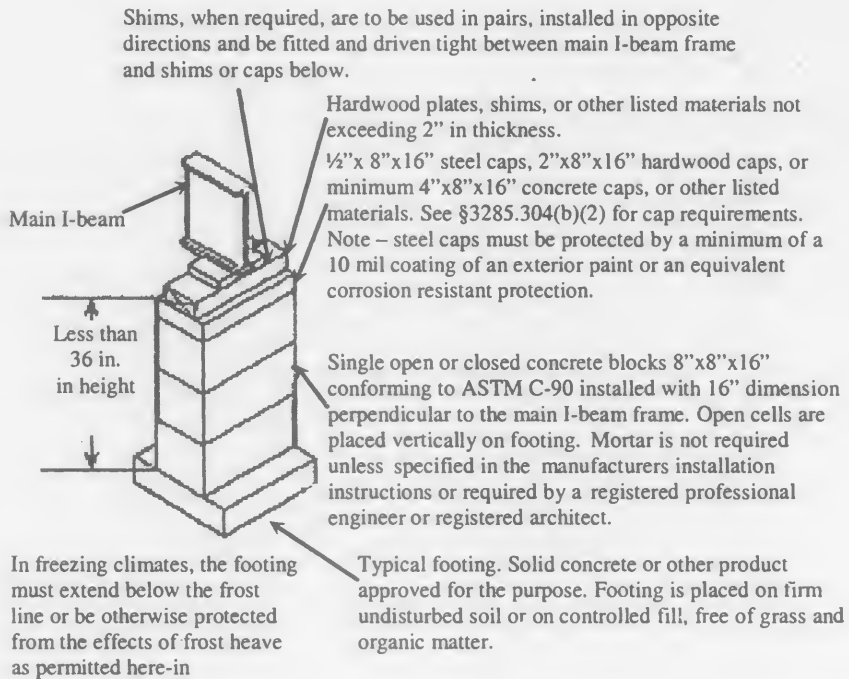 Shims, when required, are to be used in pairs, installed in opposite
directions and be fitted and driven tight between main I-beam frame
and shims or caps below.
Hardwood plates, shims, or other listed materials not
exceeding 2” in thickness.
½”x 8”x16” steel caps, 2”x8”x16” hardwood caps, or
minimum 4”x8”x16” concrete caps, or other listed
materials. See §3285.304(b)(2) for cap requirements.
Note – steel caps must be protected by a minimum of a
10 mil coating of an exterior paint or an equivalent
corrosion resistant protection.
Main I-beam
Less than
36 in.
in height
Single open or closed concrete blocks 8”x8”x16”
conforming to ASTM C-90 installed with 16” dimension
perpendicular to the main I-beam frame. Open cells are
placed vertically on footing. Mortar is not required
unless specified in the manufacturers installation
instructions or required by a registered professional
engineer or registered architect.
In freezing climates, the footing
must extend below the frost
line or be otherwise protected
from the effects of frost heave
as permitted here-in
Typical footing. Solid concrete or other product
approved for the purpose. Footing is placed on firm
undisturbed soil or on controlled fill, free of grass and
organic matter.